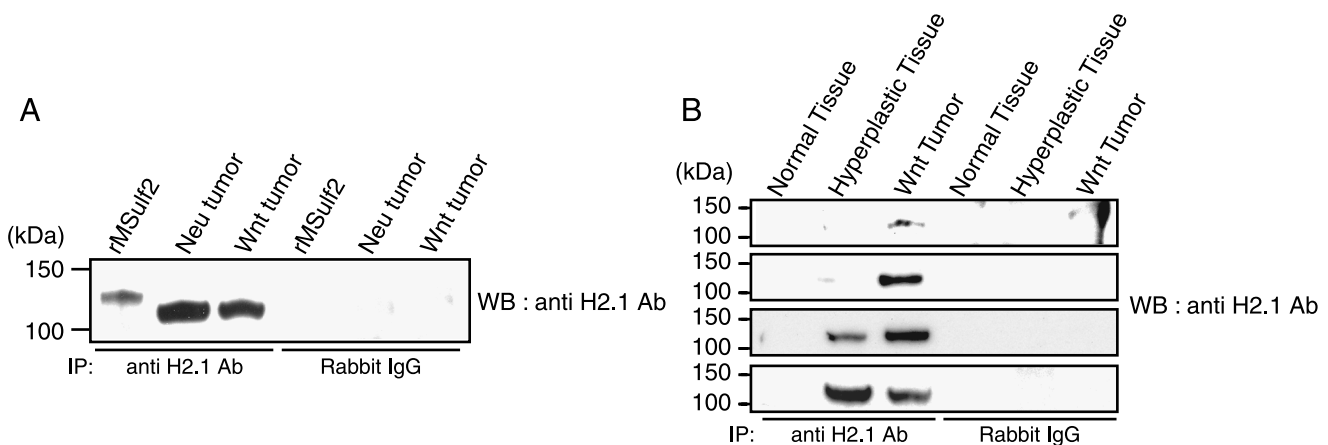 A
(kDa)
rMSulf2
Neu tumor
Wnt tumor
rMSulf2
Neu tumor
Wnt tumor
150
100
WB : anti H2.1 Ab
IP:
anti H2.1 Ab
Rabbit IgG
B
(kDa)
Normal Tissue
Hyperplastic Tissue
Wnt Tumor
Normal Tissue
Hyperplastic Tissue
Wnt Tumor
150
100
150
100
150
100
150
100
WB : anti H2.1 Ab
IP:
anti H2.1 Ab
Rabbit IgG